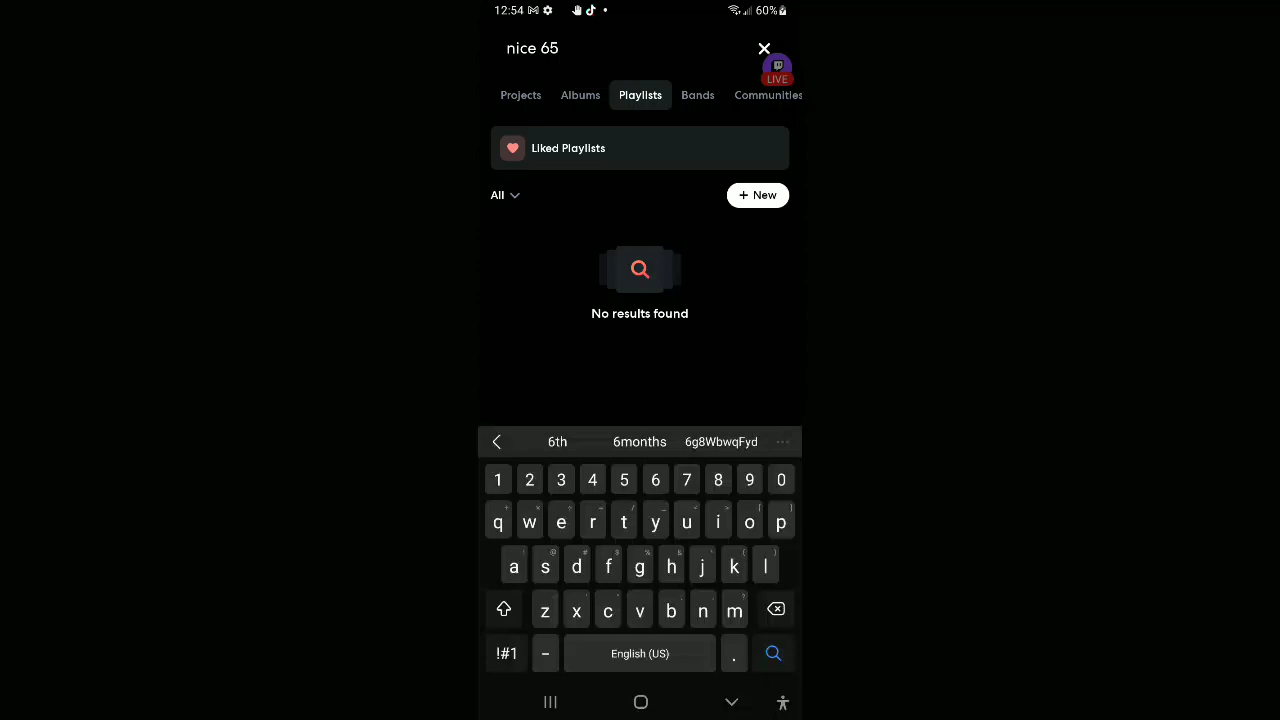 12:54 60%
nice 65
LIVE
Projects Albums Playlists Bands Communities
Liked Playlists
All + New
No results found
6th 6months 6g8WbwqFyd ...
1 2 3 4 5 6 7 8 9 0
q w e r t y u i o p
a s d f g h j k l
z x c v b n m
!#1 - English (US) .